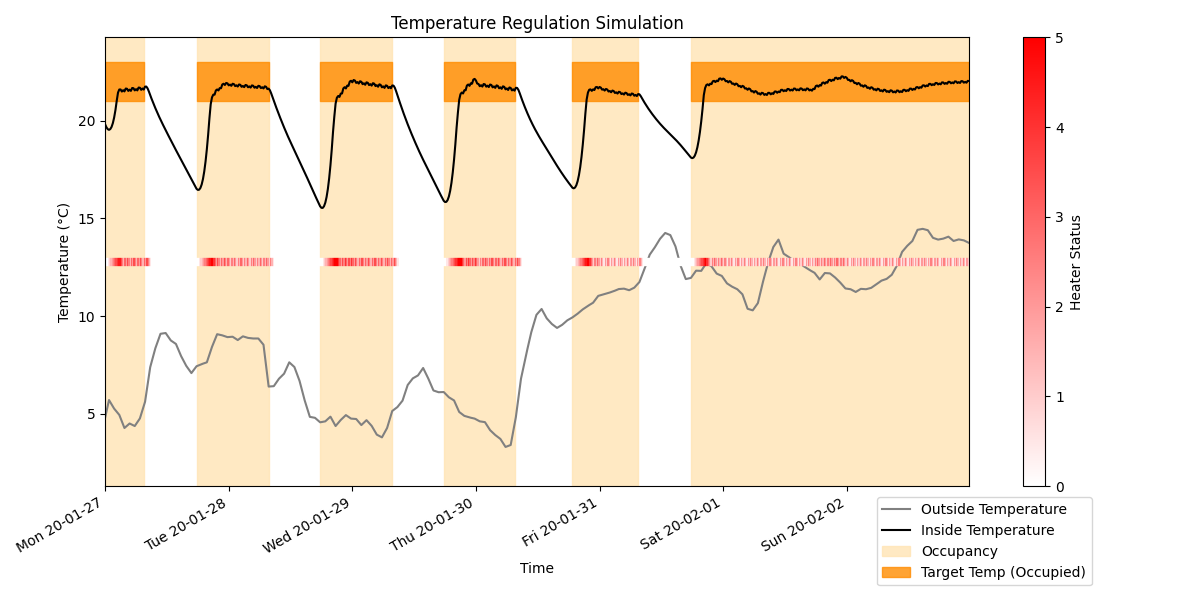 Temperature Regulation Simulation
Temperature (°C)
20
15
10
5
Mon 20-01-27
Tue 20-01-28
Wed 20-01-29
Thu 20-01-30
Fri 20-01-31
Sat 20-02-01
Sun 20-02-02
Time
5
4
3
2
1
0
Heater Status
Outside Temperature
Inside Temperature
Occupancy
Target Temp (Occupied)